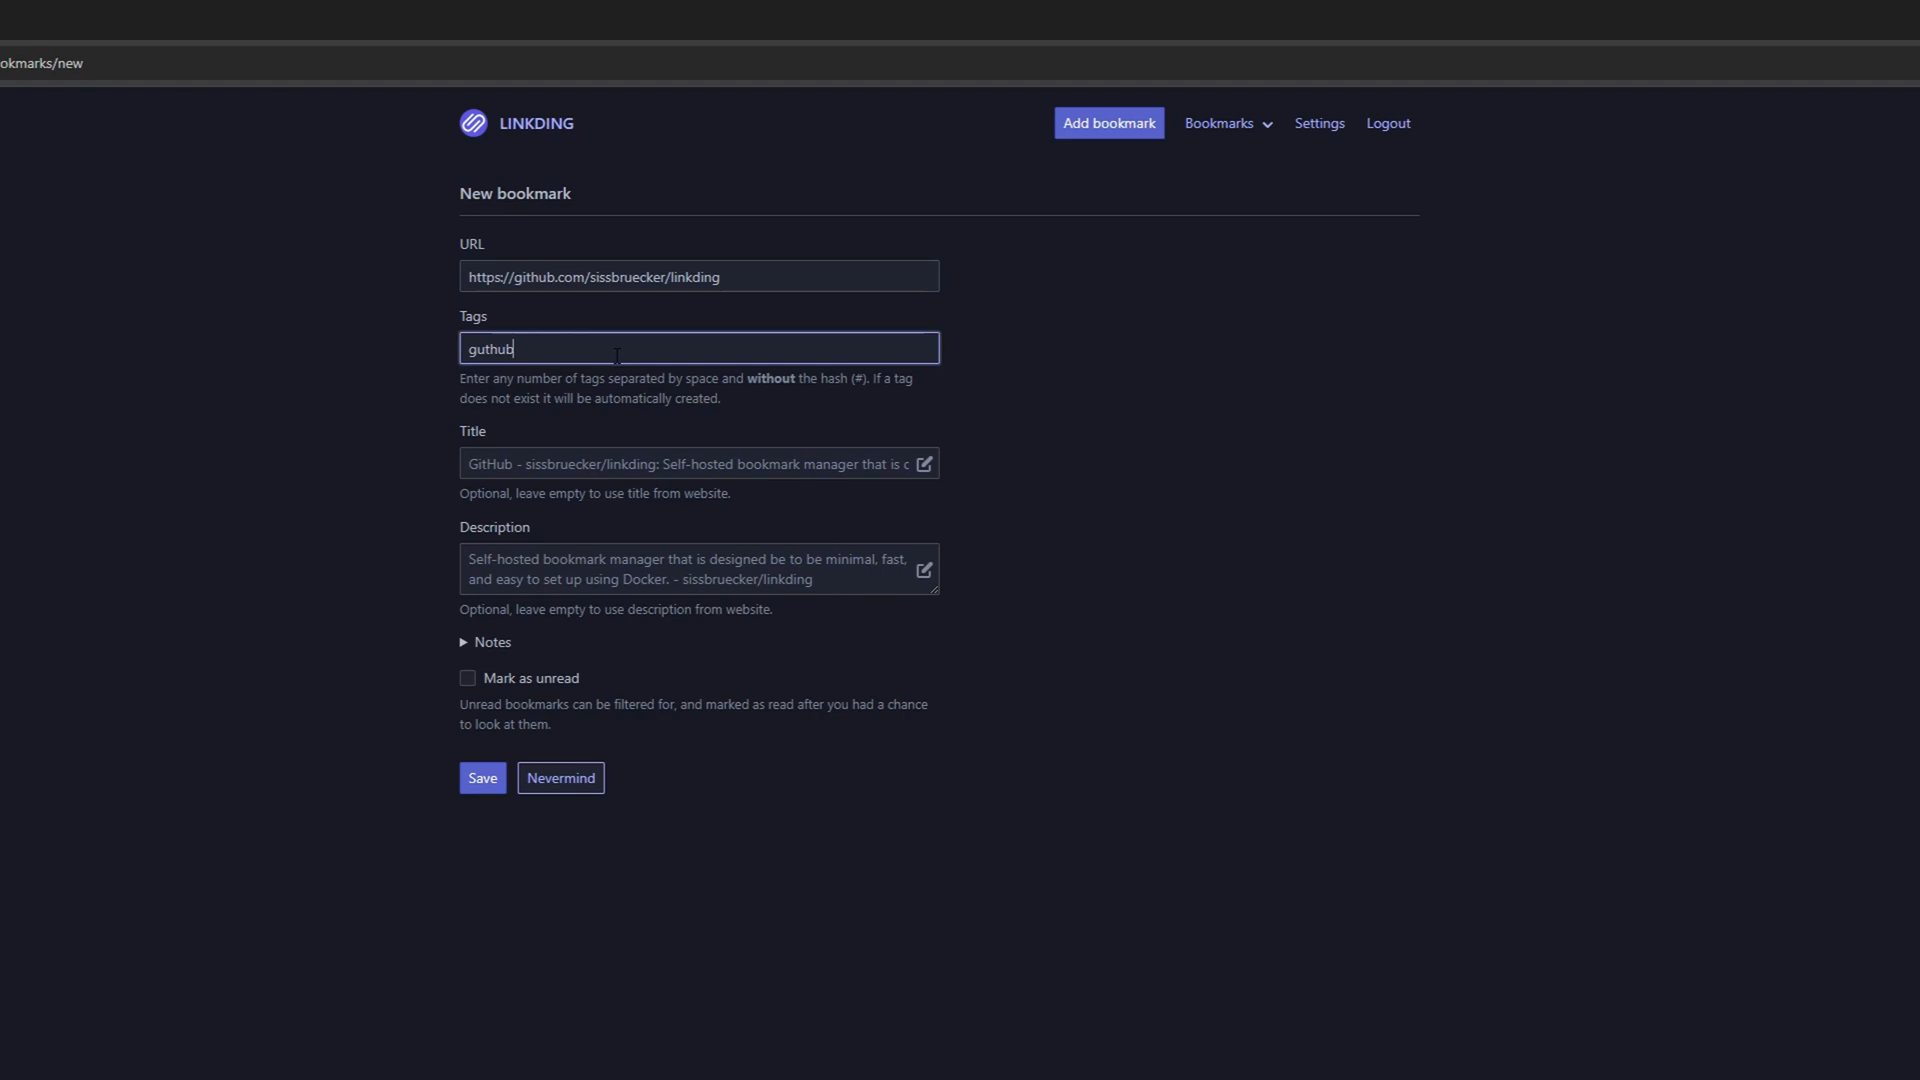 okmarks/new
LINKDING
Add bookmark
Bookmarks
Settings
Logout
New bookmark
URL
https://github.com/sissbruecker/linkding
Tags
guthub
Enter any number of tags separated by space and without the hash (#). If a tag
does not exist it will be automatically created.
Title
GitHub - sissbruecker/linkding: Self-hosted bookmark manager that is c
Optional, leave empty to use title from website.
Description
Self-hosted bookmark manager that is designed be to be minimal, fast,
and easy to set up using Docker. - sissbruecker/linkding
Optional, leave empty to use description from website.
Notes
Mark as unread
Unread bookmarks can be filtered for, and marked as read after you had a chance
to look at them.
Save
Nevermind